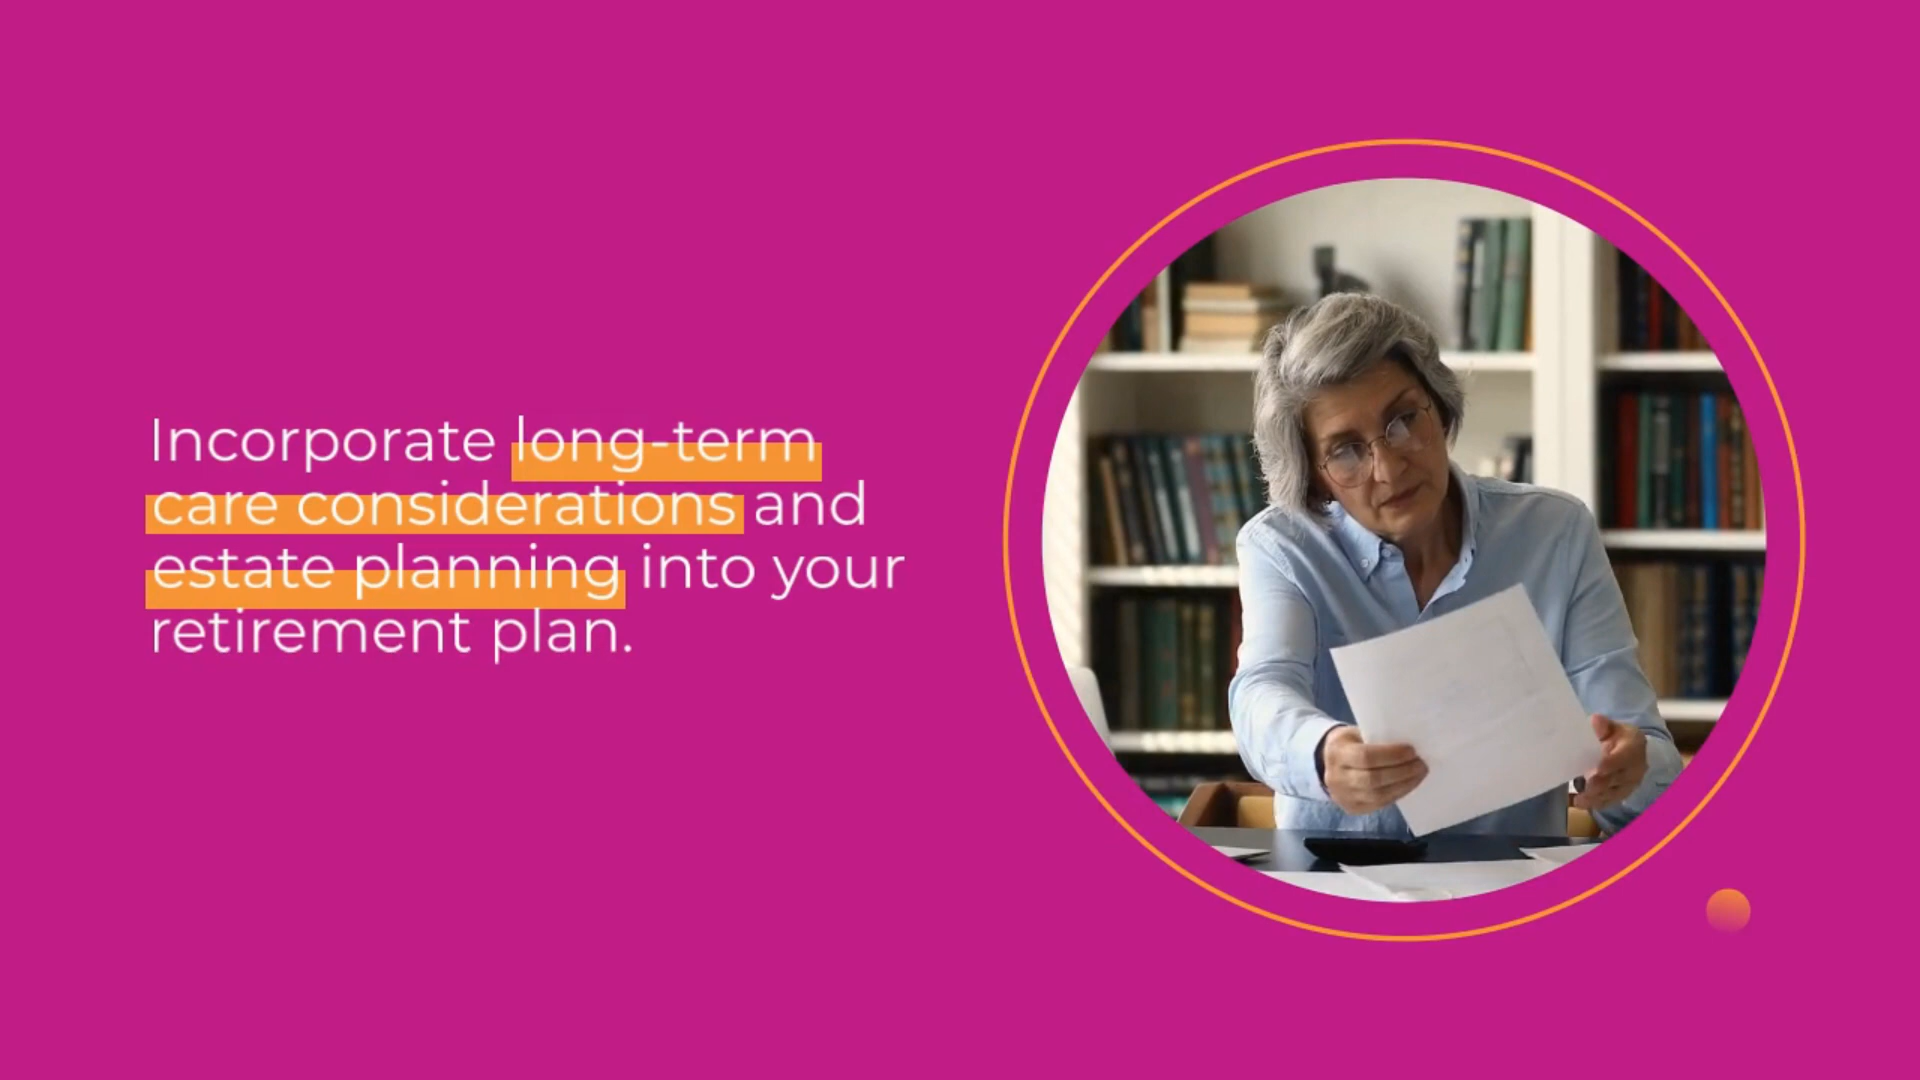 Incorporate long-term
care considerations and
estate planning into your
retirement plan.